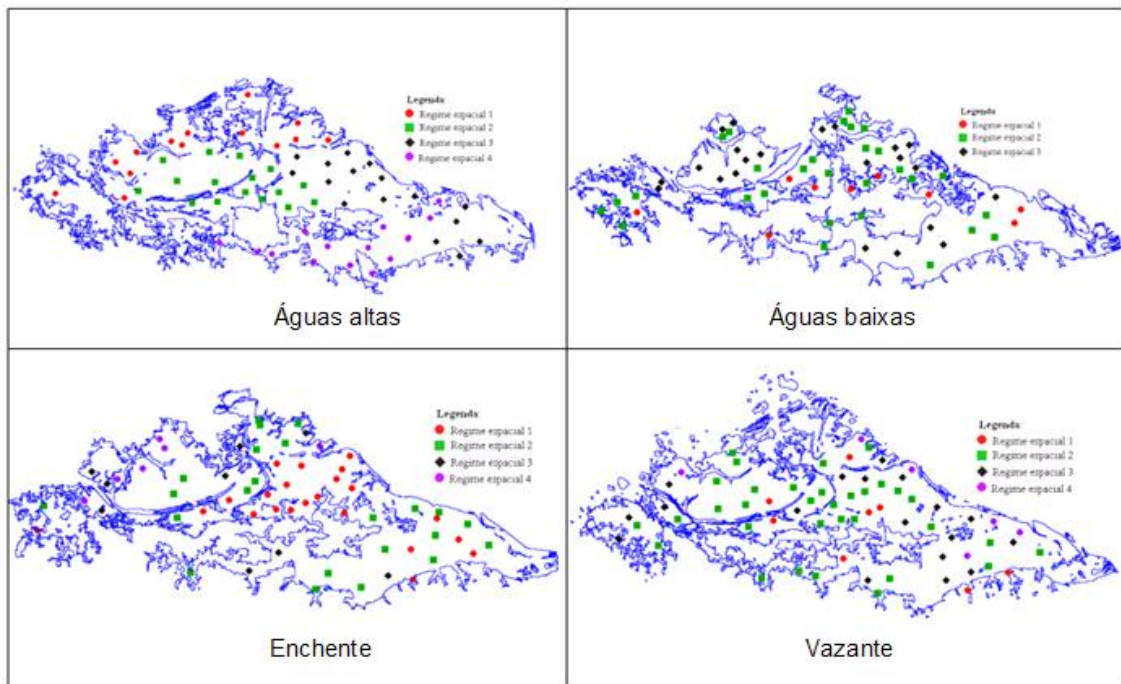 Legenda
Regime espacial 1
Regime espacial 2
Regime espacial 3
Regime espacial 4
Águas altas
Legenda
Regime espacial 1
Regime espacial 2
Regime espacial 3
Águas baixas
Legenda
Regime espacial 1
Regime espacial 2
Regime espacial 3
Regime espacial 4
Enchente
Legenda
Regime espacial 1
Regime espacial 2
Regime espacial 3
Regime espacial 4
Vazante